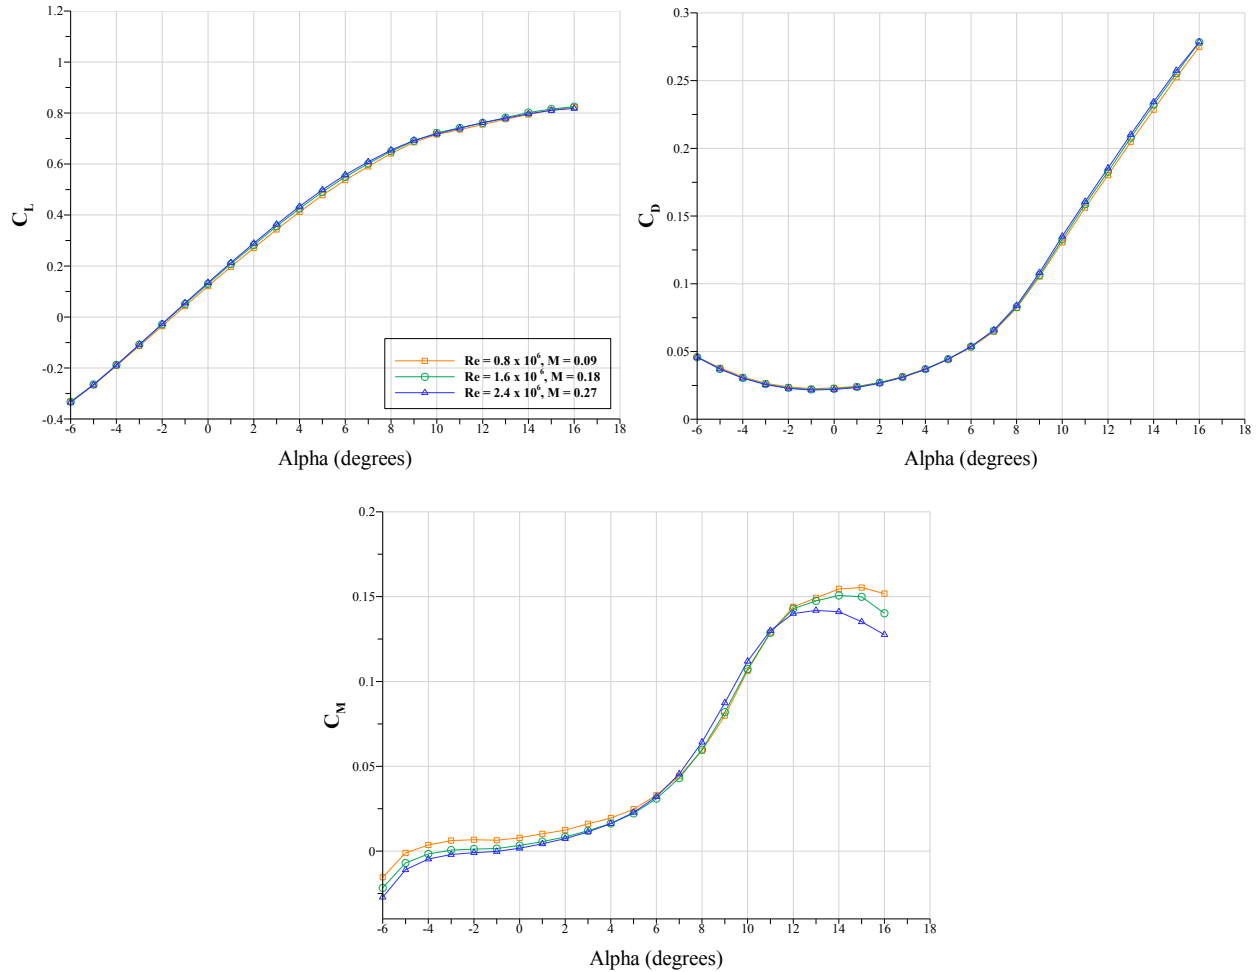 1.2
1
0.8
0.6
0.4
0.2
0
-0.2
-0.4
C_L
-6 -4 -2 0 2 4 6 8 10 12 14 16 18
Alpha (degrees)
Re = 0.8 x 10^6, M = 0.09
Re = 1.6 x 10^6, M = 0.18
Re = 2.4 x 10^6, M = 0.27
0.3
0.25
0.2
0.15
0.1
0.05
0
C_D
-6 -4 -2 0 2 4 6 8 10 12 14 16 18
Alpha (degrees)
0.2
0.15
0.1
0.05
0
C_M
-6 -4 -2 0 2 4 6 8 10 12 14 16 18
Alpha (degrees)